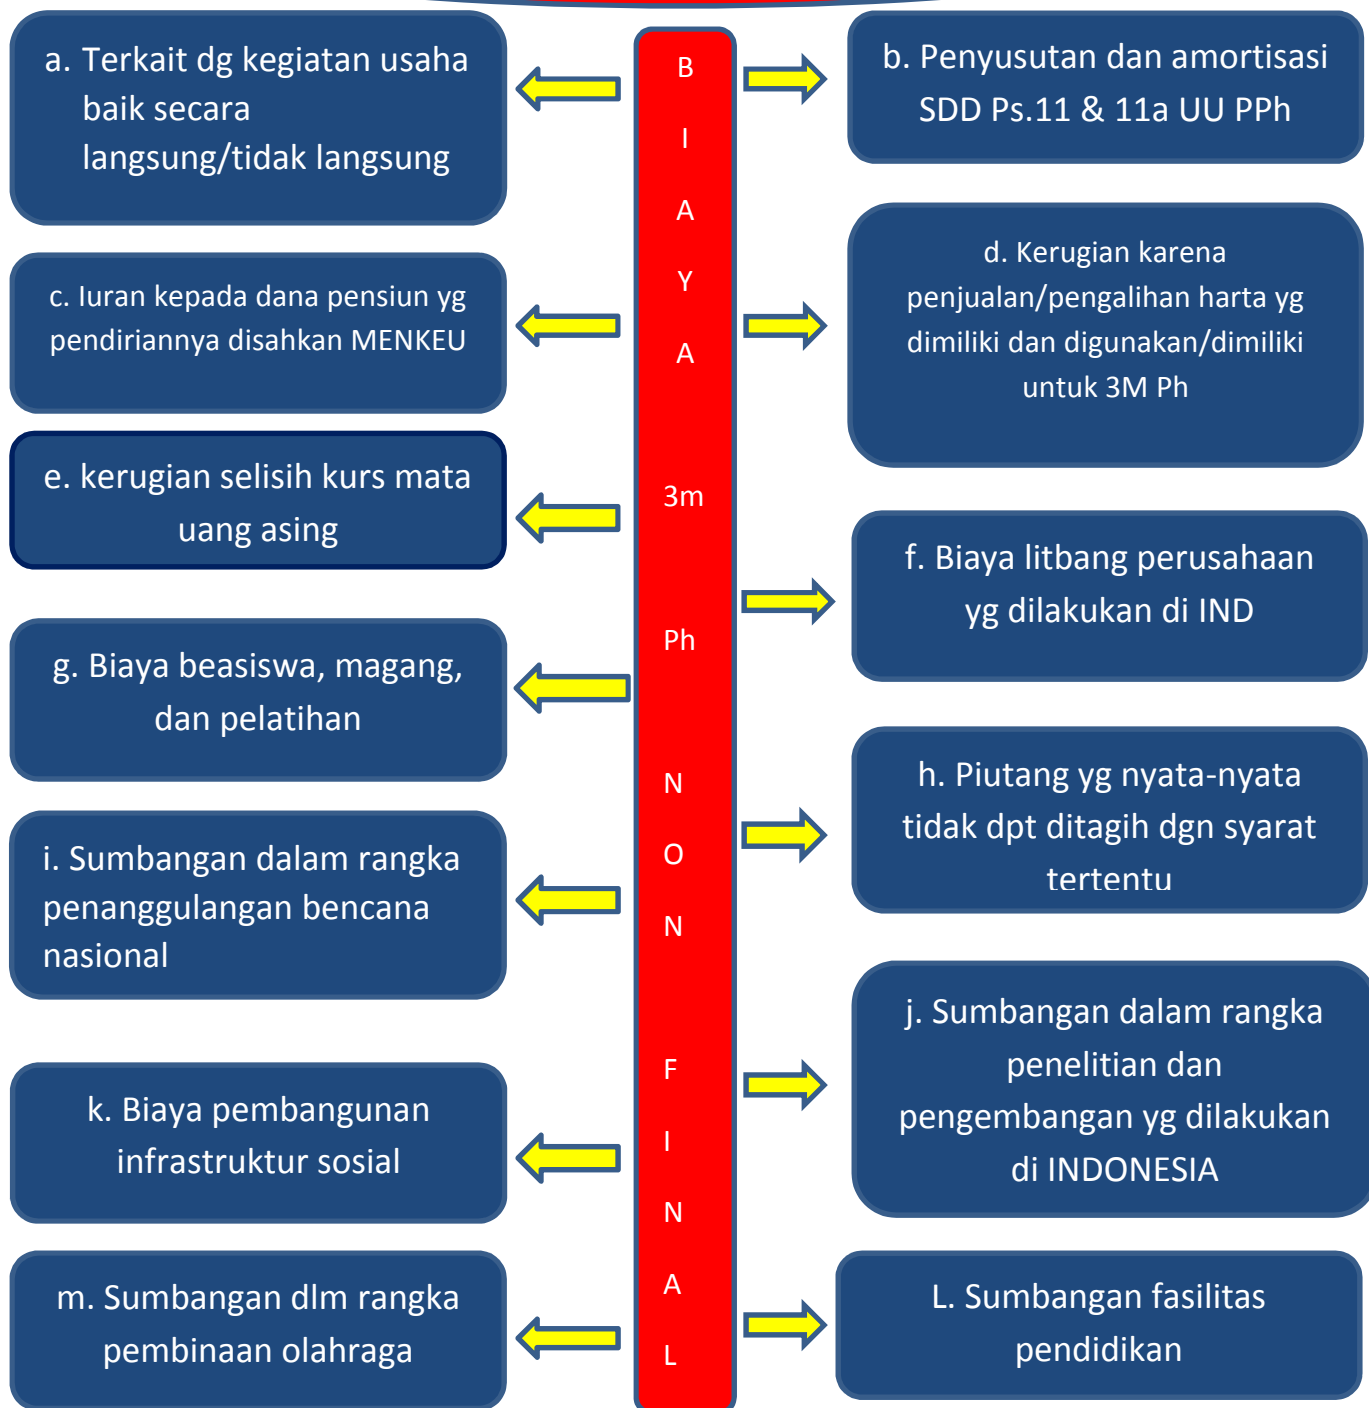 a. Terkait dg kegiatan usaha
baik secara
langsung/tidak langsung
b. Penyusutan dan amortisasi
SDD Ps.11 & 11a UU PPh
c. Iuran kepada dana pensiun yg
pendiriannya disahkan MENKEU
d. Kerugian karena
penjualan/pengalihan harta yg
dimiliki dan digunakan/dimiliki
untuk 3M Ph
e. kerugian selisih kurs mata
uang asing
f. Biaya litbang perusahaan
yg dilakukan di IND
g. Biaya beasiswa, magang,
dan pelatihan
h. Piutang yg nyata-nyata
tidak dpt ditagih dgn syarat
tertentu
i. Sumbangan dalam rangka
penanggulangan bencana
nasional
j. Sumbangan dalam rangka
penelitian dan
pengembangan yg dilakukan
di INDONESIA
k. Biaya pembangunan
infrastruktur sosial
L. Sumbangan fasilitas
pendidikan
m. Sumbangan dlm rangka
pembinaan olahraga
B
I
A
Y
A
3m
Ph
N
O
N
F
I
N
A
L